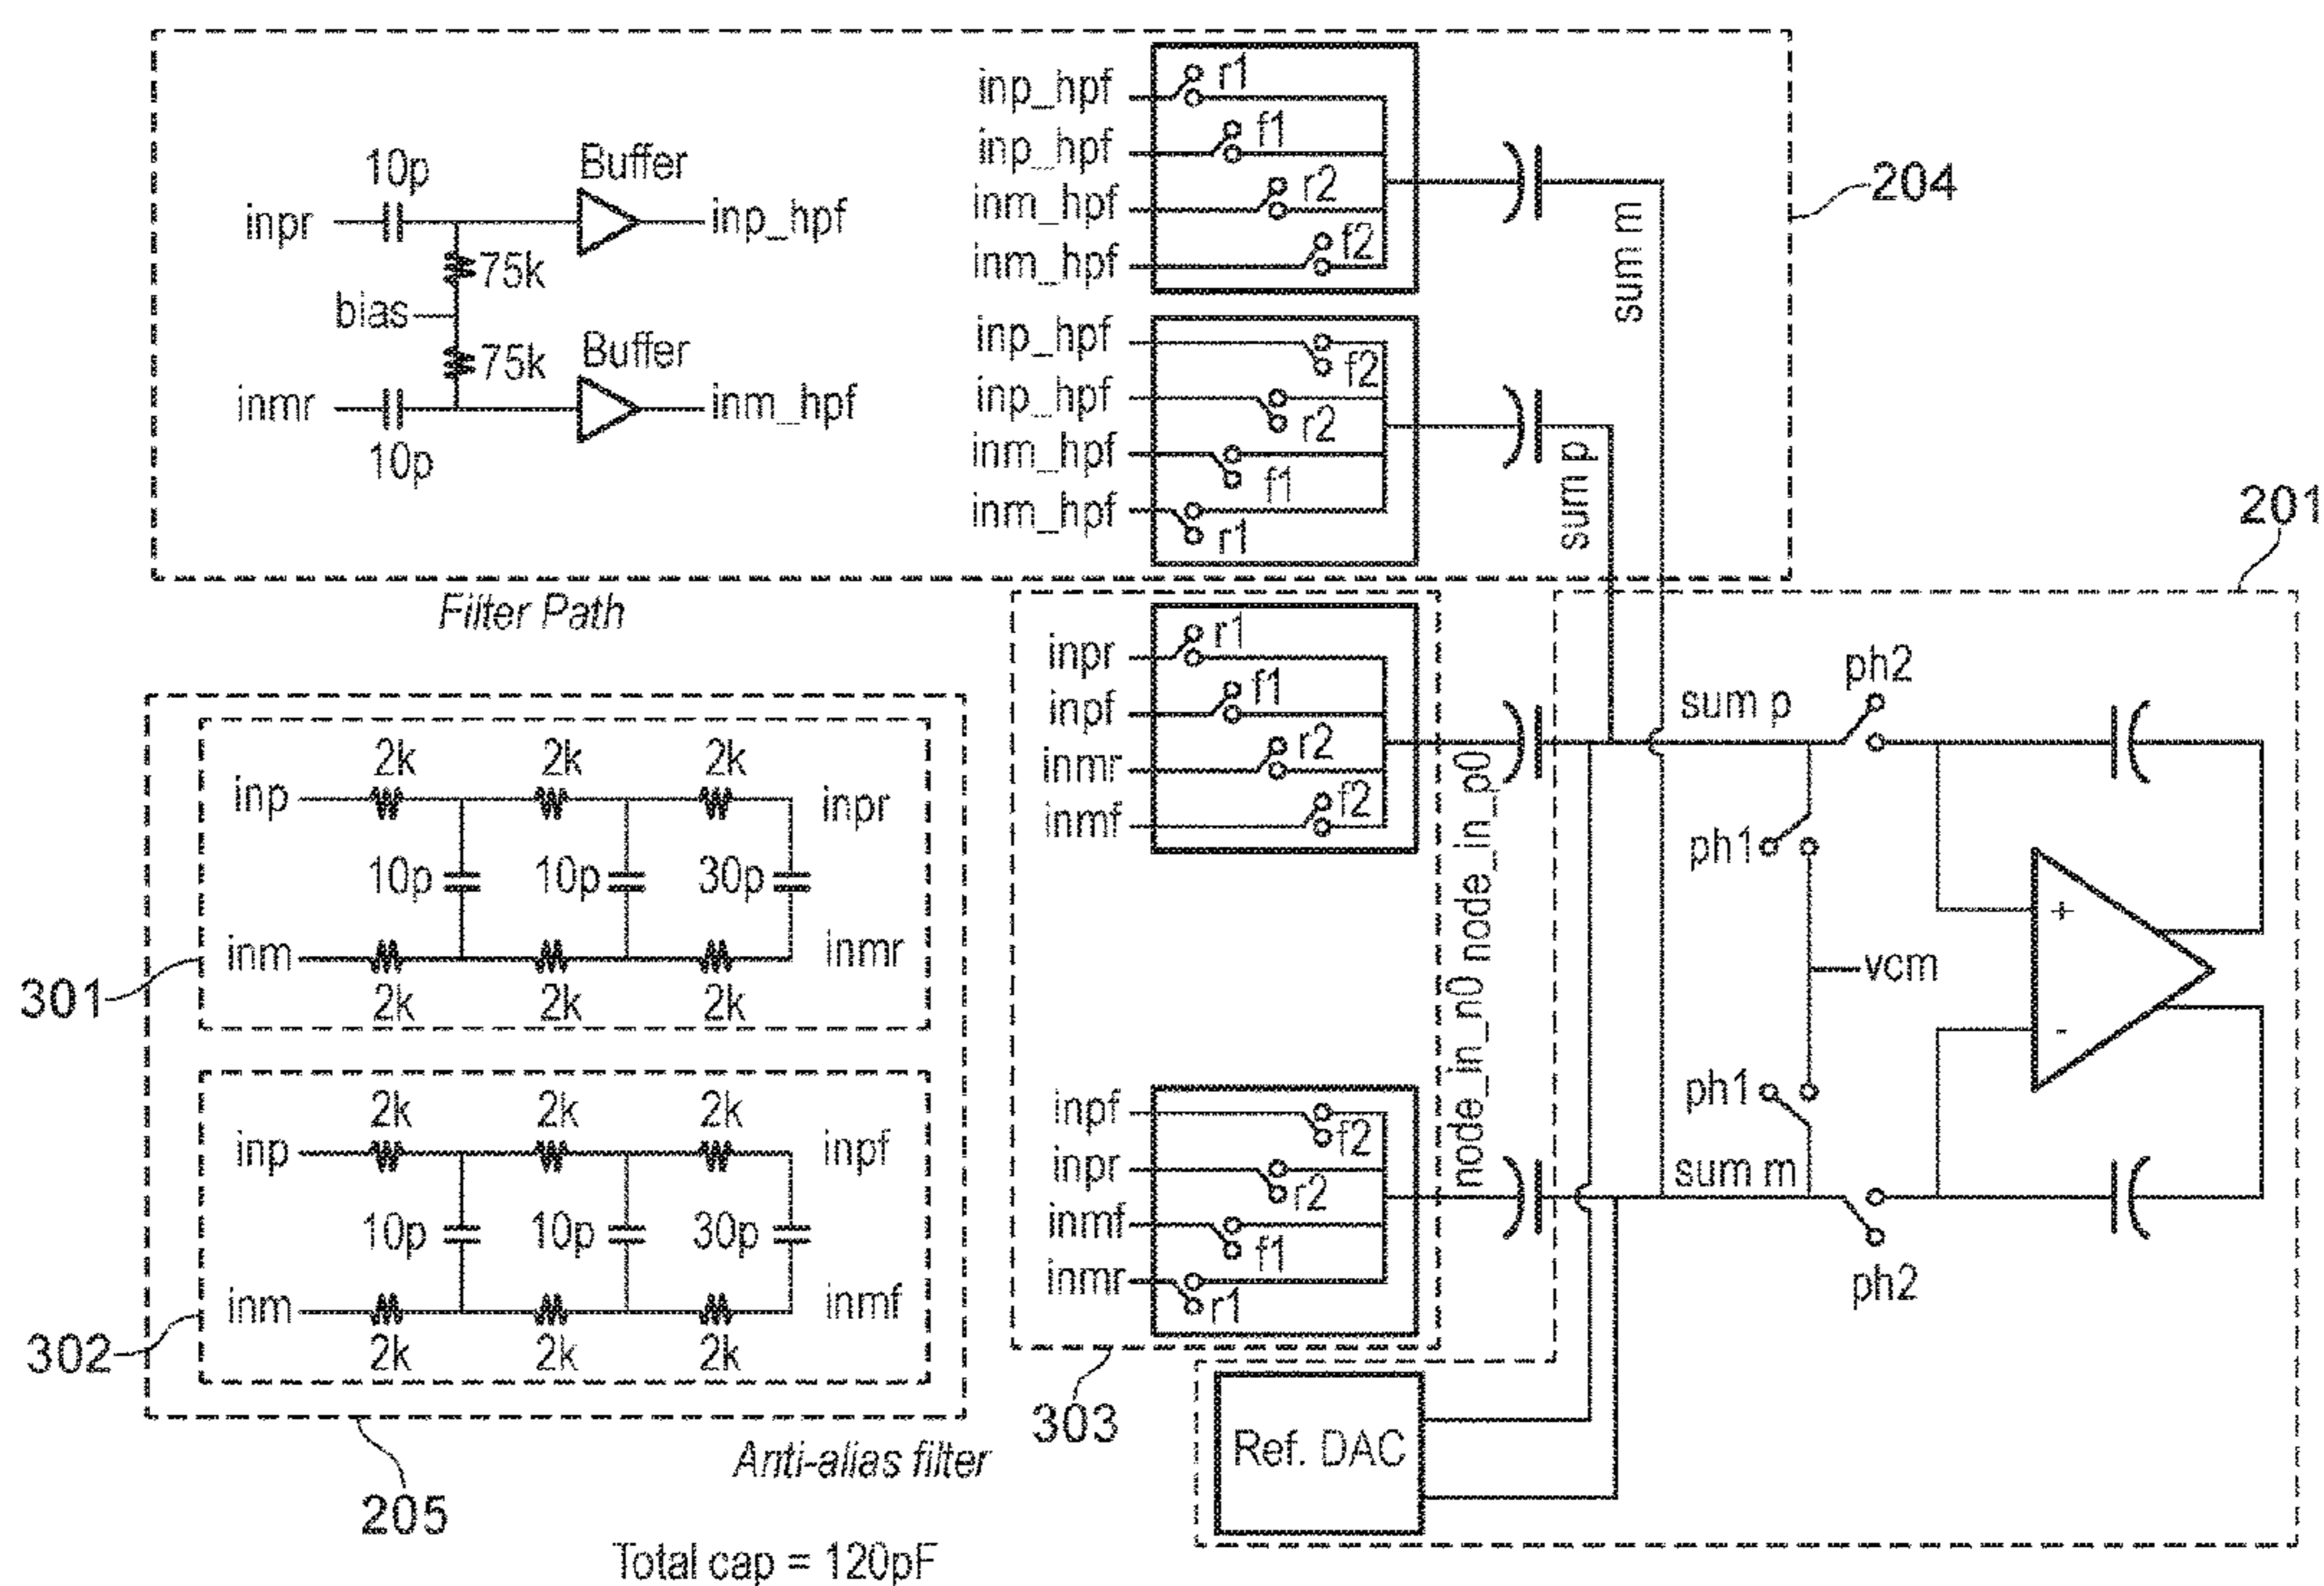 10p
Buffer
inpr
inp_hpf
75k
bias
75k
Buffer
inmr
inm_hpf
10p
inp_hpf
r1
inp_hpf
f1
inm_hpf
r2
inm_hpf
f2
sum m
204
inp_hpf
f2
inp_hpf
r2
inm_hpf
f1
inm_hpf
r1
sum p
Filter Path
201
inpr
r1
inpf
f1
inmr
r2
inmf
f2
node_in_p0
inpf
f2
inpr
r2
inmf
f1
inmr
r1
node_in_n0
303
sum p
ph2
ph1
vcm
+
-
ph1
sum m
ph2
Ref. DAC
2k
2k
2k
inp
inpr
10p
10p
30p
inm
inmr
2k
2k
2k
301
2k
2k
2k
inp
inpf
10p
10p
30p
inm
inmf
2k
2k
2k
302
Anti-alias filter
205
Total cap = 120pF